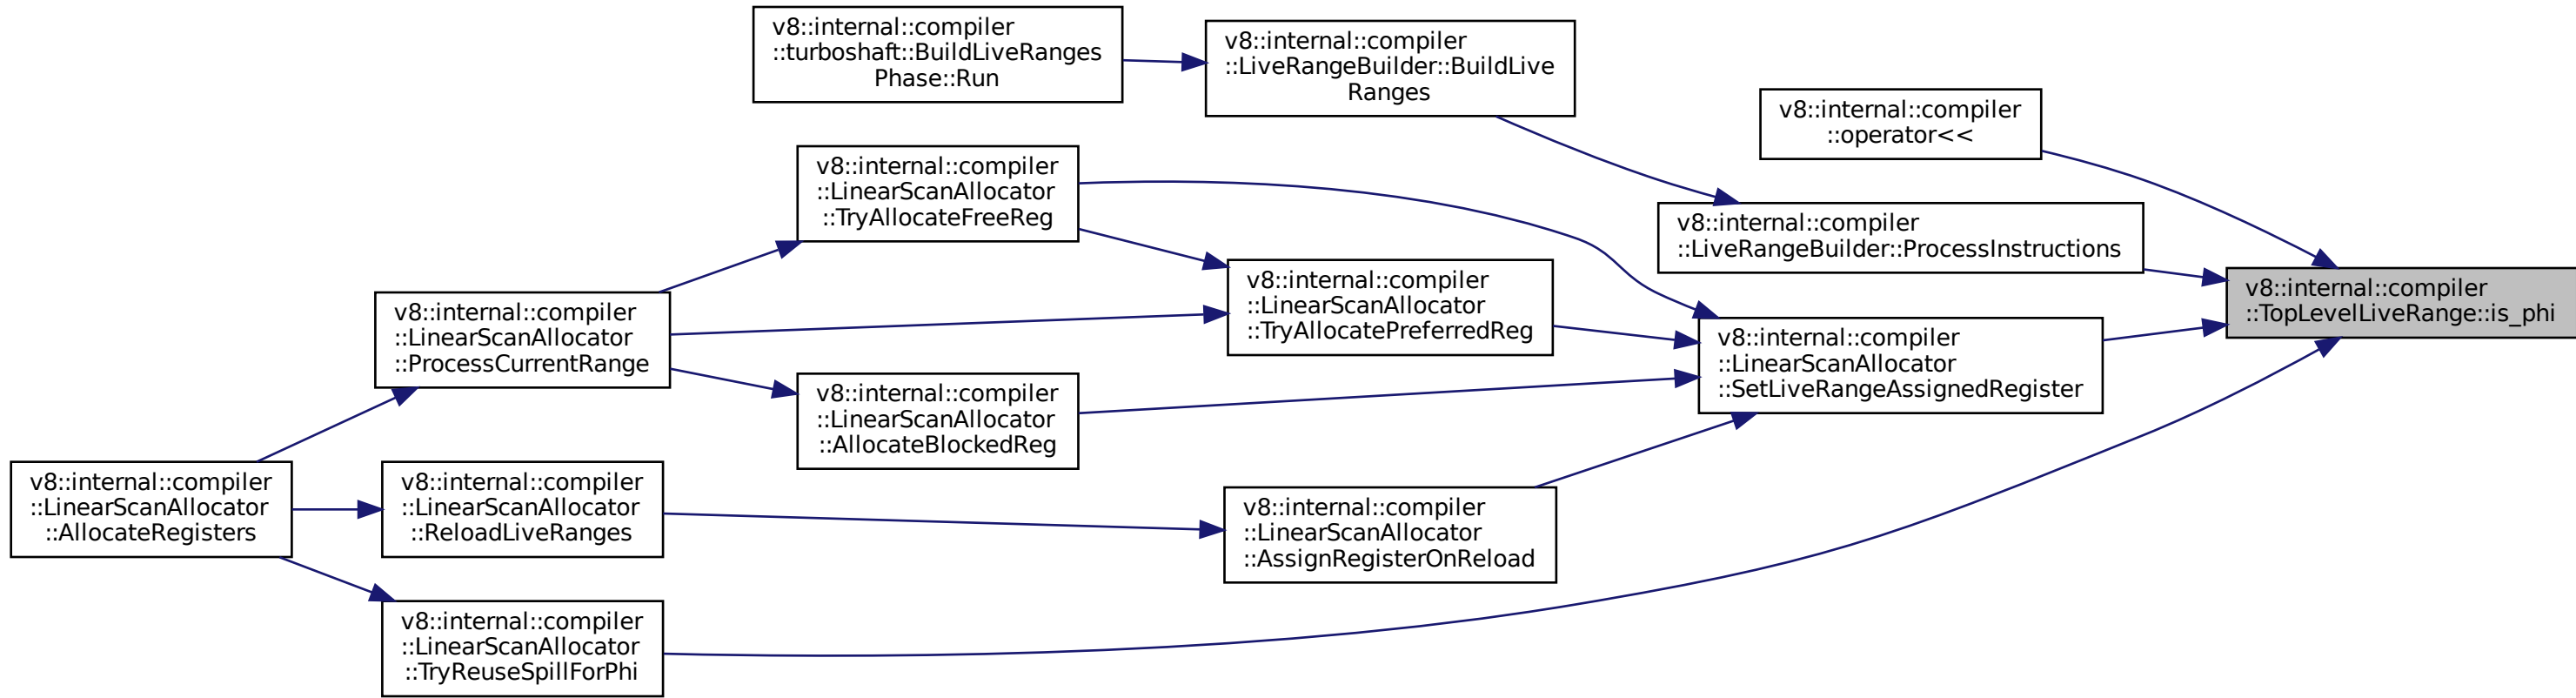 v8::internal::compiler
::turboshaft::BuildLiveRanges
Phase::Run
v8::internal::compiler
::LiveRangeBuilder::BuildLive
Ranges
v8::internal::compiler
::operator<<
v8::internal::compiler
::LinearScanAllocator
::TryAllocateFreeReg
v8::internal::compiler
::LiveRangeBuilder::ProcessInstructions
v8::internal::compiler
::TopLevelLiveRange::is_phi
v8::internal::compiler
::LinearScanAllocator
::ProcessCurrentRange
v8::internal::compiler
::LinearScanAllocator
::TryAllocatePreferredReg
v8::internal::compiler
::LinearScanAllocator
::SetLiveRangeAssignedRegister
v8::internal::compiler
::LinearScanAllocator
::AllocateBlockedReg
v8::internal::compiler
::LinearScanAllocator
::AllocateRegisters
v8::internal::compiler
::LinearScanAllocator
::ReloadLiveRanges
v8::internal::compiler
::LinearScanAllocator
::AssignRegisterOnReload
v8::internal::compiler
::LinearScanAllocator
::TryReuseSpillForPhi